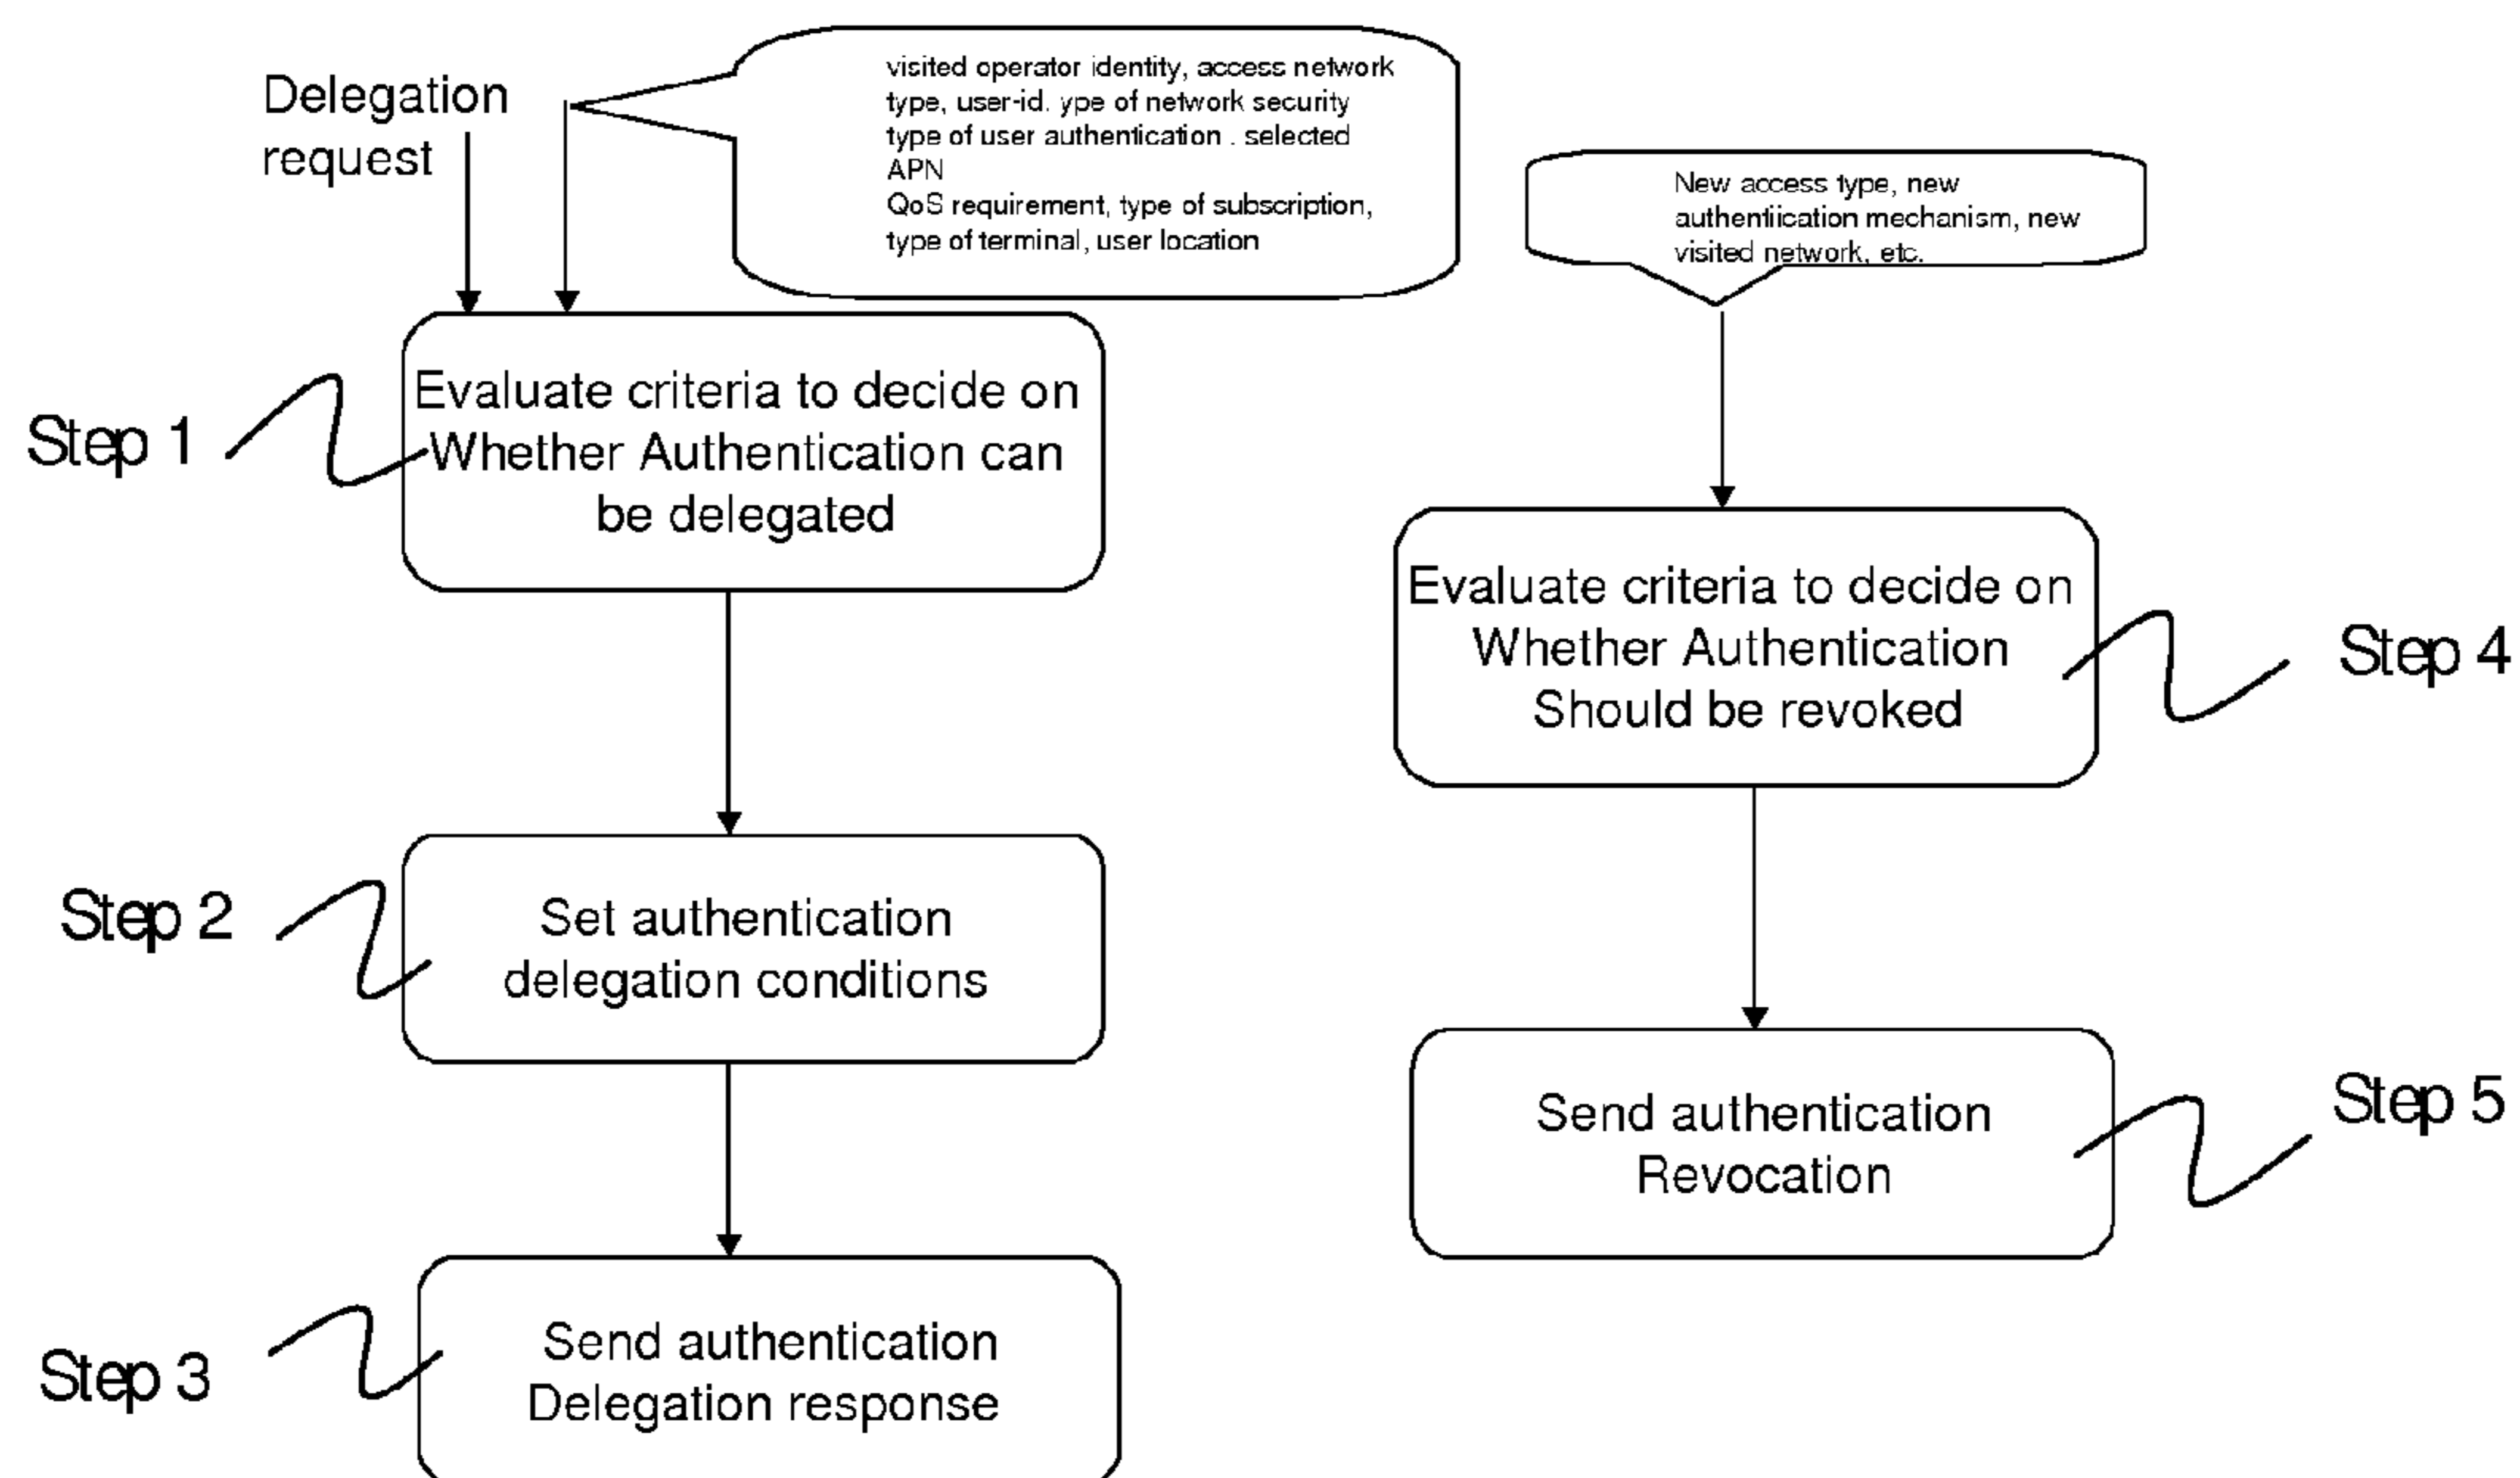 Delegation
request
visited operator identity, access network
type, user-id. ype of network security
type of user authentication . selected
APN
QoS requirement, type of subscription,
type of terminal, user location
New access type, new
authentiication mechanism, new
visited network, etc.
Step 1
Evaluate criteria to decide on
Whether Authentication can
be delegated
Step 2
Set authentication
delegation conditions
Step 3
Send authentication
Delegation response
Evaluate criteria to decide on
Whether Authentication
Should be revoked
Step 4
Send authentication
Revocation
Step 5